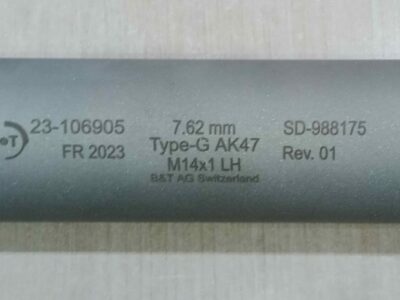 23-106905
FR 2023
7.62 mm
Type-G AK47
M14x1 LH
B&T AG Switzerland
SD-988175
Rev. 01